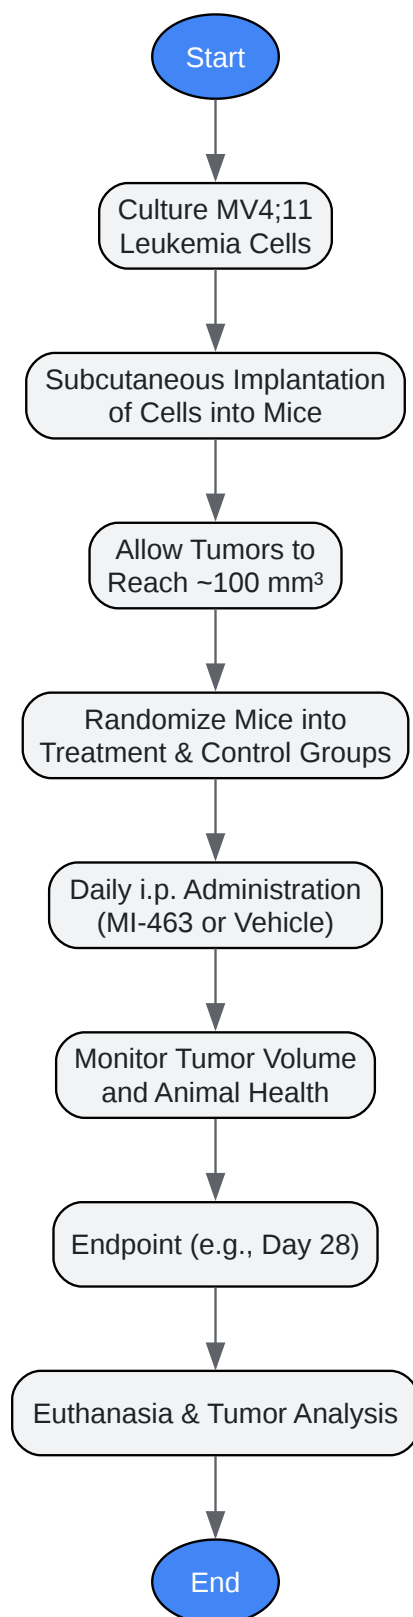 Start
Culture MV4;11
Leukemia Cells
Subcutaneous Implantation
of Cells into Mice
Allow Tumors to
Reach ~100 mm³
Randomize Mice into
Treatment & Control Groups
Daily i.p. Administration
(MI-463 or Vehicle)
Monitor Tumor Volume
and Animal Health
Endpoint (e.g., Day 28)
Euthanasia & Tumor Analysis
End